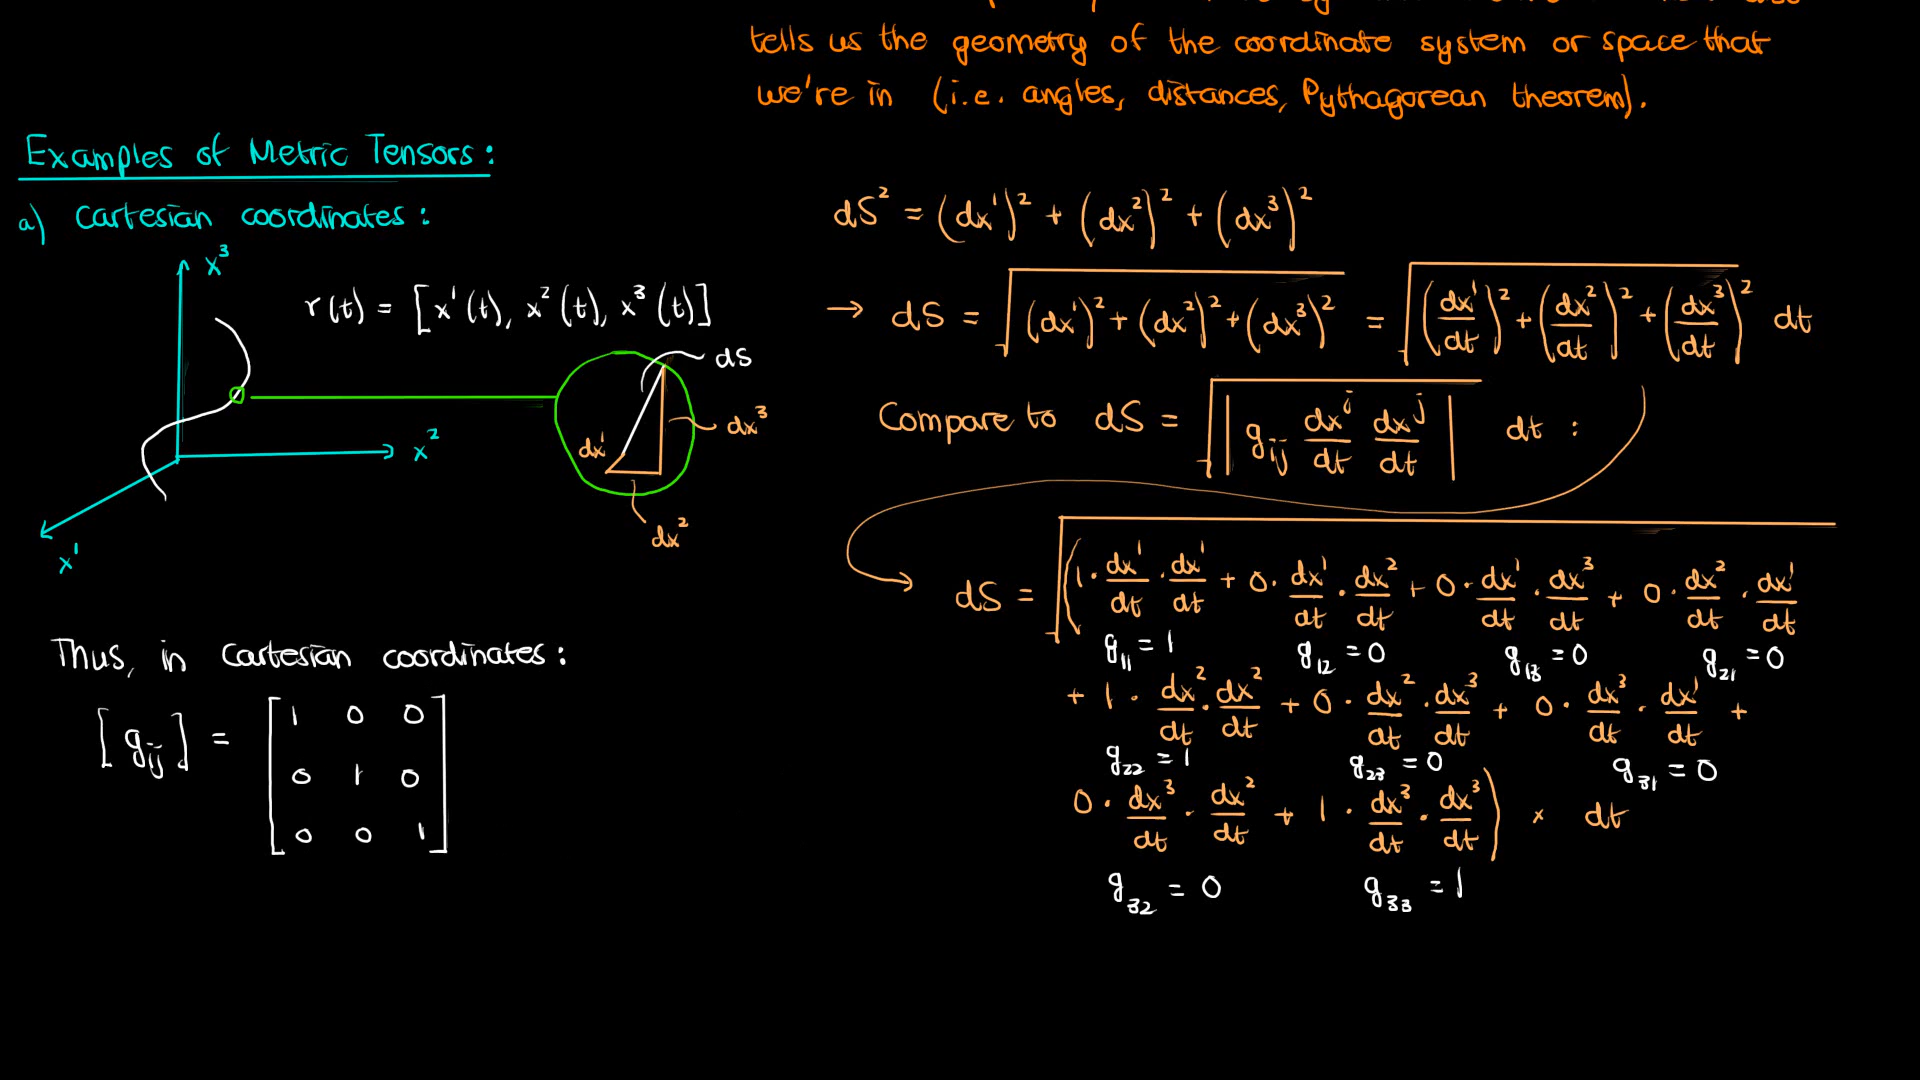 tells us the geometry of the coordinate system or space that
we're in (i.e. angles, distances, Pythagorean theorem).
Examples of Metric Tensors:
a) Cartesian coordinates:
x³
r(t) = [x¹(t), x²(t), x³(t)]
dS
dx³
dx¹
x²
dx²
x¹
dS² = (dx¹)² + (dx²)² + (dx³)²
→ dS = √((dx¹)² + (dx²)² + (dx³)²) = √((dx¹/dt)² + (dx²/dt)² + (dx³/dt)²) dt
Compare to dS = √|g_ij dx^i/dt dx^j/dt| dt :
dS = √(1 · dx¹/dt · dx¹/dt + 0 · dx¹/dt · dx²/dt + 0 · dx¹/dt · dx³/dt + 0 · dx²/dt · dx¹/dt
g₁₁ = 1 g₁₂ = 0 g₁₃ = 0 g₂₁ = 0
+ 1 · dx²/dt · dx²/dt + 0 · dx²/dt · dx³/dt + 0 · dx³/dt · dx¹/dt +
g₂₂ = 1 g₂₃ = 0 g₃₁ = 0
0 · dx³/dt · dx²/dt + 1 · dx³/dt · dx³/dt) × dt
g₃₂ = 0 g₃₃ = 1
Thus, in Cartesian coordinates:
[g_ij] =
1 0 0
0 1 0
0 0 1